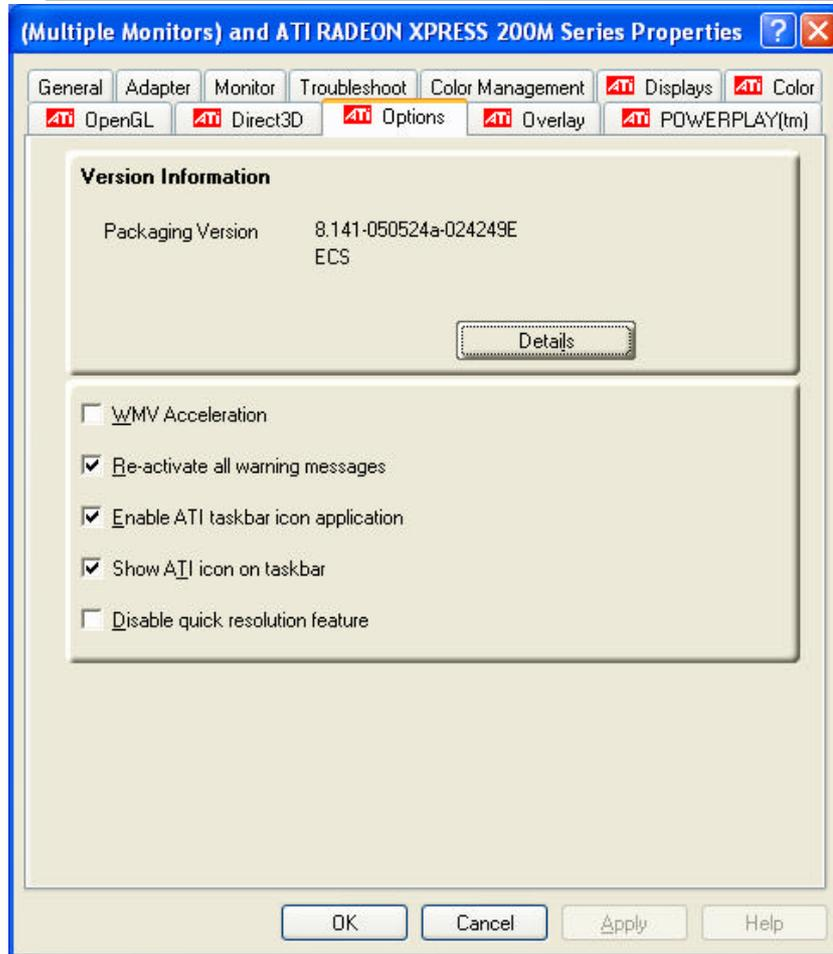 (Multiple Monitors) and ATI RADEON XPRESS 200M Series Properties ? X
General Adapter Monitor Troubleshoot Color Management ATI Displays ATI Color
ATI OpenGL ATI Direct3D ATI Options ATI Overlay ATI POWERPLAY(tm)
Version Information
Packaging Version 8.141-050524a-024249E
ECS
Details
WMV Acceleration
Re-activate all warning messages
Enable ATI taskbar icon application
Show ATI icon on taskbar
Disable quick resolution feature
OK Cancel Apply Help